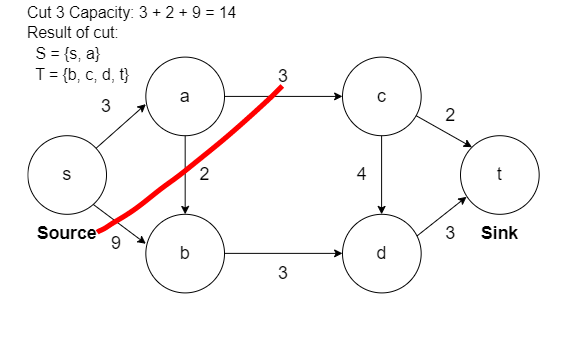 Cut 3 Capacity: 3 + 2 + 9 = 14
Result of cut:
S = {s, a}
T = {b, c, d, t}
3
3
a
c
2
s
2
4
t
Source
9
3
Sink
b
d
3